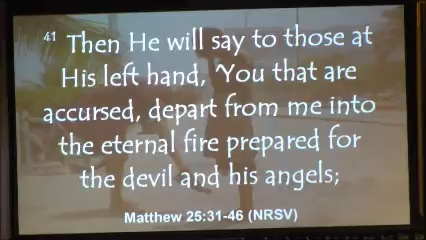 41 Then He will say to those at
His left hand, 'You that are
accursed, depart from me into
the eternal fire prepared for
the devil and his angels;
Matthew 25:31-46 (NRSV)